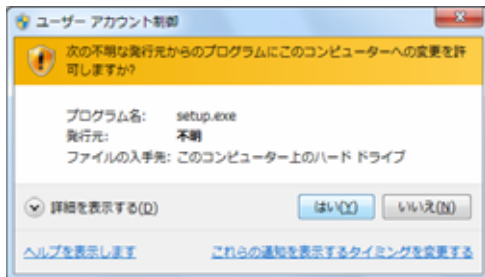 ユーザー アカウント制御
次の不明な発行元からのプログラムにこのコンピューターへの変更を許
可しますか?
プログラム名: setup.exe
発行元: 不明
ファイルの入手先: このコンピューター上のハード ドライブ
詳細を表示する(D) はい(Y) いいえ(N)
ヘルプを表示します これらの通知を表示するタイミングを変更する